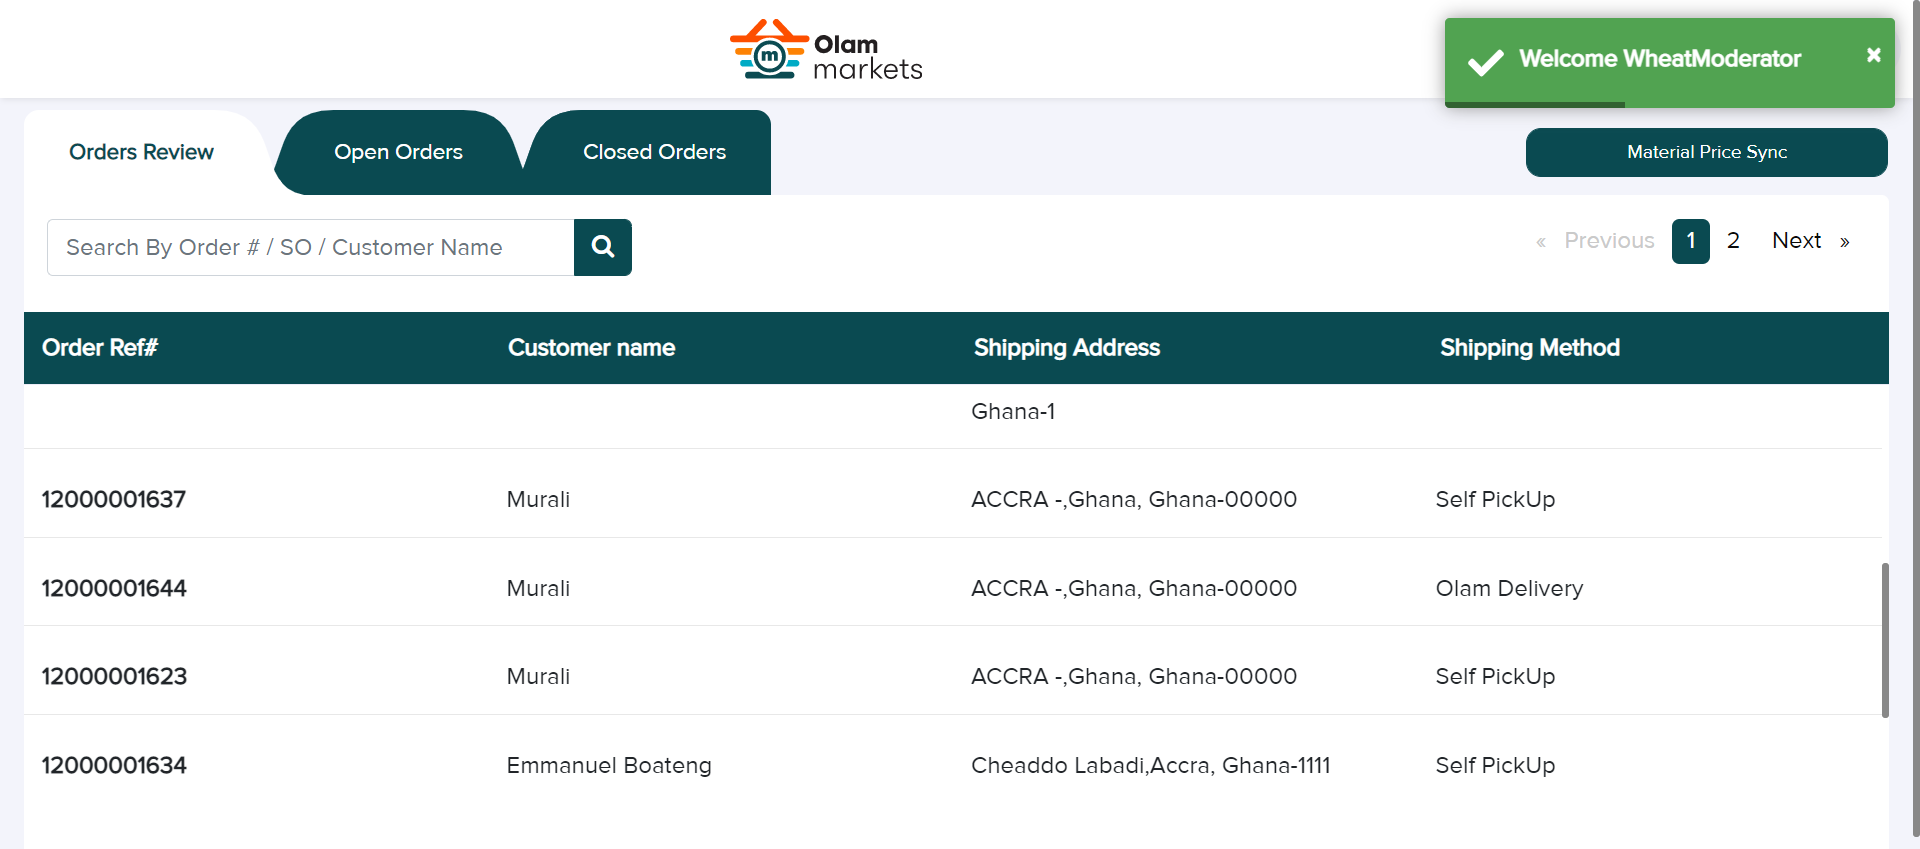 m Olam
markets
Welcome WheatModerator ×
Orders Review Open Orders Closed Orders Material Price Sync
Search By Order # / SO / Customer Name « Previous 1 2 Next »
Order Ref# Customer name Shipping Address Shipping Method
Ghana-1
12000001637 Murali ACCRA -,Ghana, Ghana-00000 Self PickUp
12000001644 Murali ACCRA -,Ghana, Ghana-00000 Olam Delivery
12000001623 Murali ACCRA -,Ghana, Ghana-00000 Self PickUp
12000001634 Emmanuel Boateng Cheaddo Labadi,Accra, Ghana-1111 Self PickUp